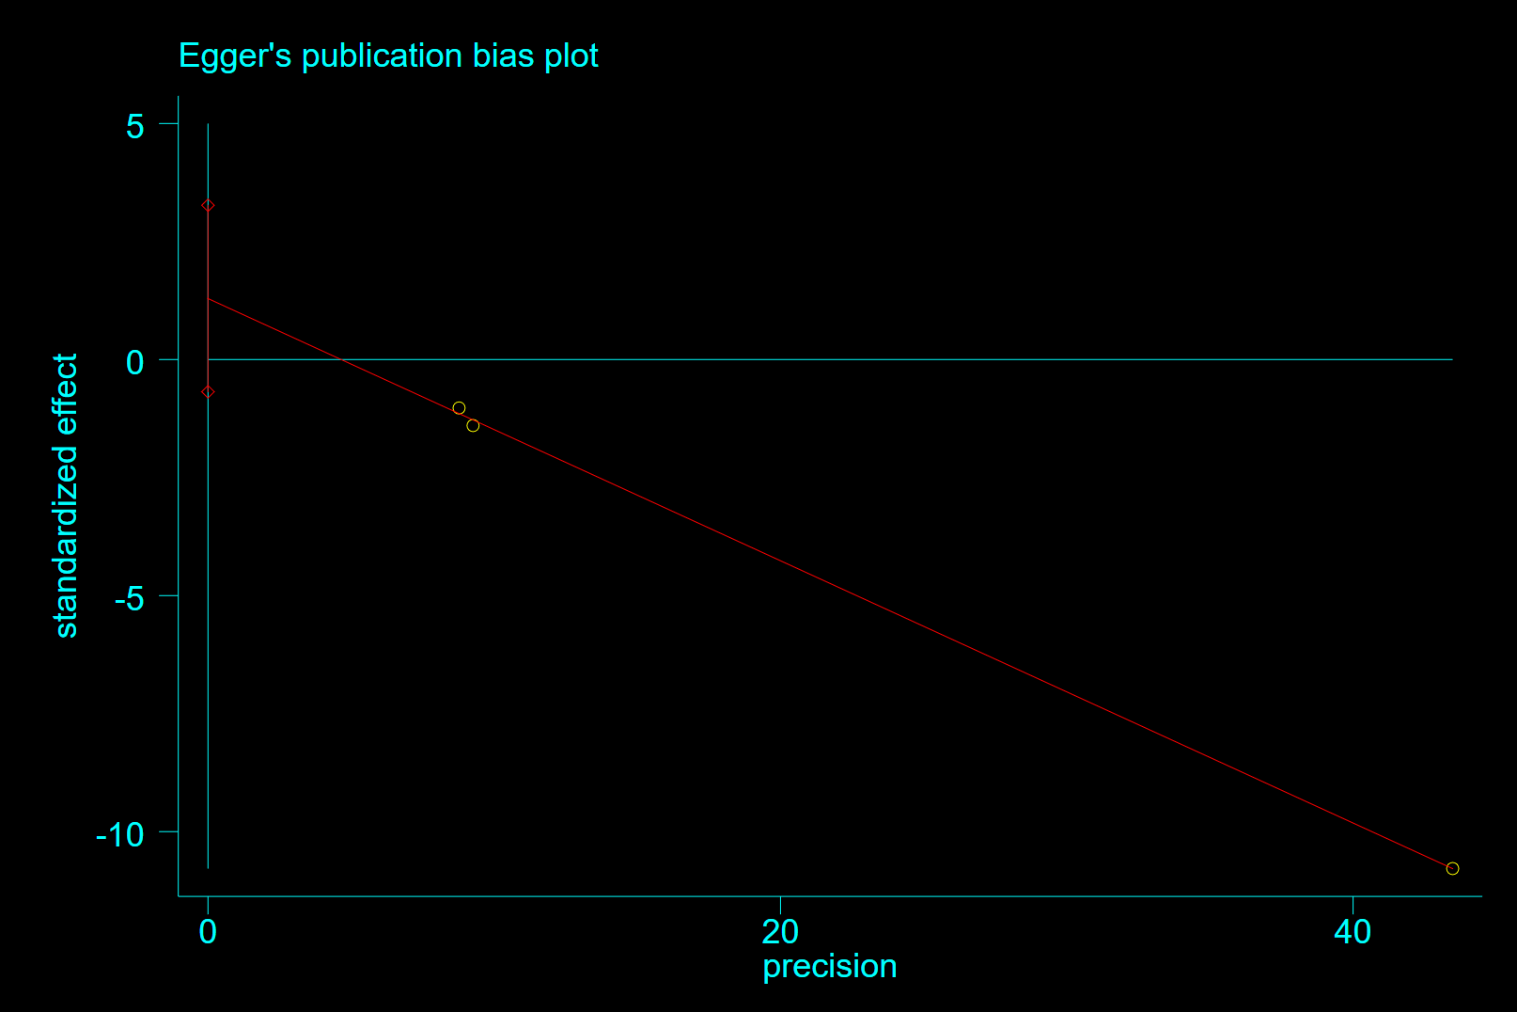 Egger's publication bias plot
5
0
-5
-10
standardized effect
0
20
40
precision